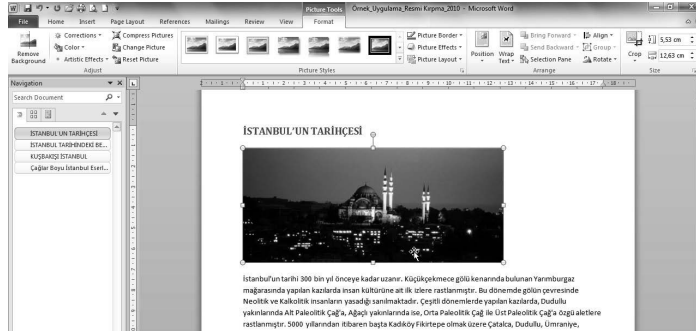 Picture Tools
Örnek_Uygulama_Resmi Kırpma_2010 - Microsoft Word
File Home Insert Page Layout References Mailings Review View Format
Remove Background
Corrections
Color
Artistic Effects
Compress Pictures
Change Picture
Reset Picture
Adjust
Picture Styles
Picture Border
Picture Effects
Picture Layout
Position
Wrap Text
Bring Forward
Send Backward
Selection Pane
Align
Group
Rotate
Arrange
Crop
5,53 cm
12,63 cm
Size
Navigation
Search Document
İSTANBUL'UN TARİHÇESİ
İSTANBUL TARİHİNDEKİ BE...
KUŞBAKIŞI İSTANBUL
Çağlar Boyu İstanbul Eserl...
İSTANBUL'UN TARİHÇESİ
İstanbul'un tarihi 300 bin yıl önceye kadar uzanır. Küçükçekmece gölü kenarında bulunan Yarımburgaz
mağarasında yapılan kazılarda insan kültürüne ait ilk izlere rastlanmıştır. Bu dönemde gölün çevresinde
Neolitik ve Kalkolitik insanların yasadığı sanılmaktadır. Çeşitli dönemlerde yapılan kazılarda, Dudullu
yakınlarında Alt Paleolitik Çağ'a, Ağaçlı yakınlarında ise, Orta Paleolitik Çağ ile Üst Paleolitik Çağ'a özgü aletlere
rastlanmıştır. 5000 yıllarından itibaren başta Kadıköy Fikirtepe olmak üzere Çatalca, Dudullu, Ümraniye,